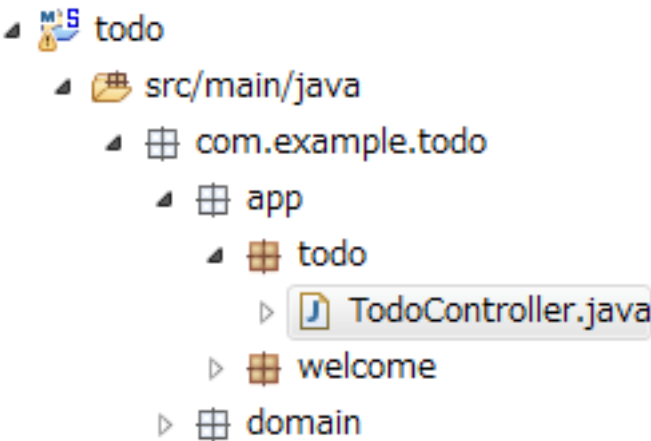 todo
src/main/java
com.example.todo
app
todo
TodoController.java
welcome
domain